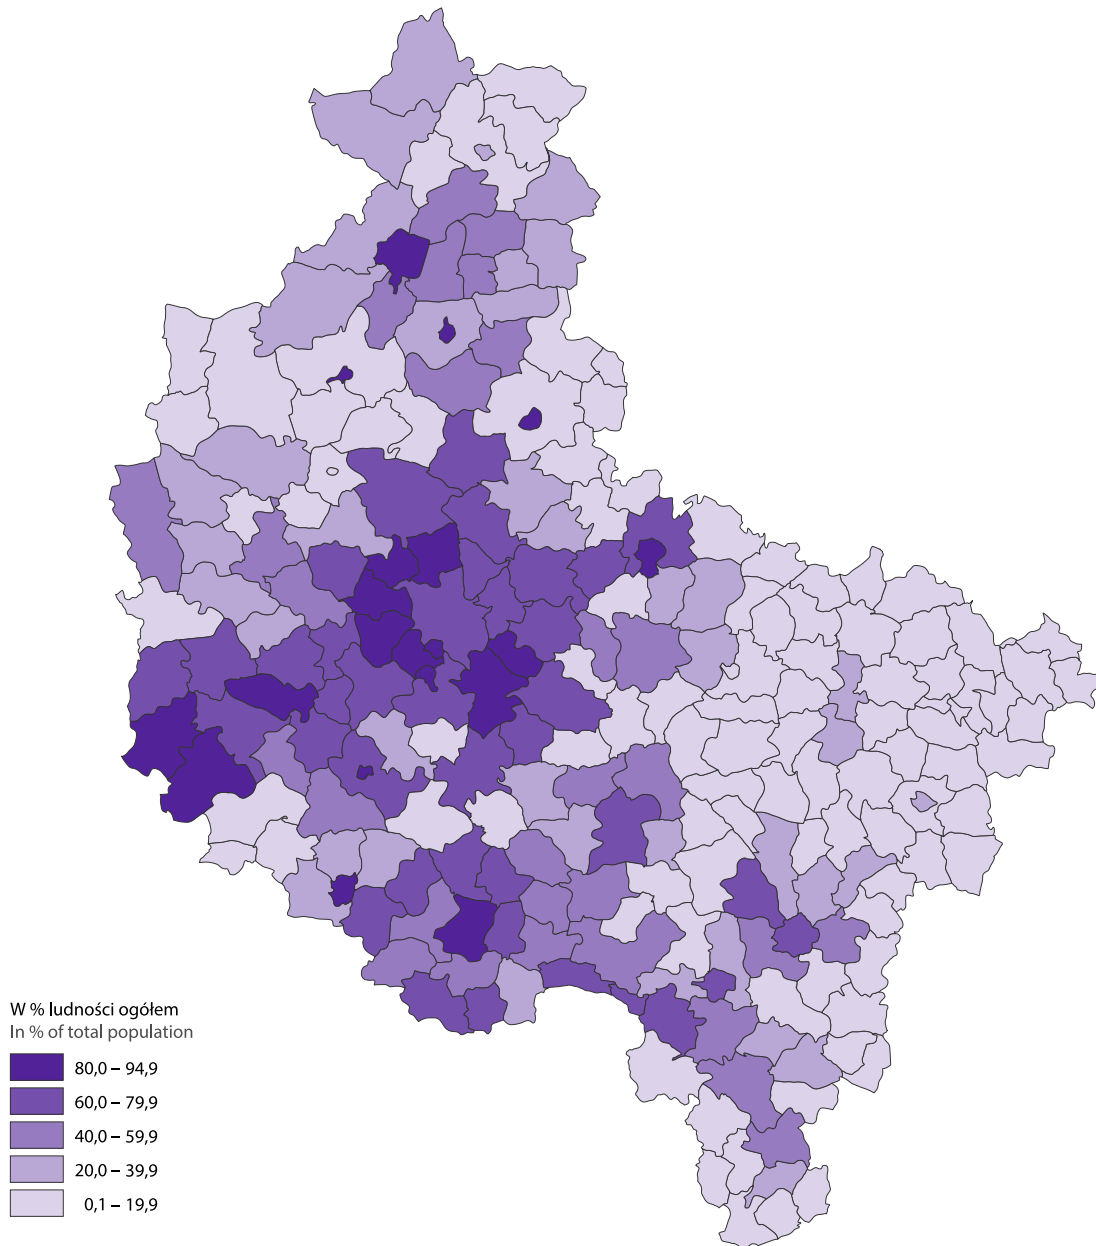 W % ludności ogółem
In % of total population
80,0 – 94,9
60,0 – 79,9
40,0 – 59,9
20,0 – 39,9
0,1 – 19,9